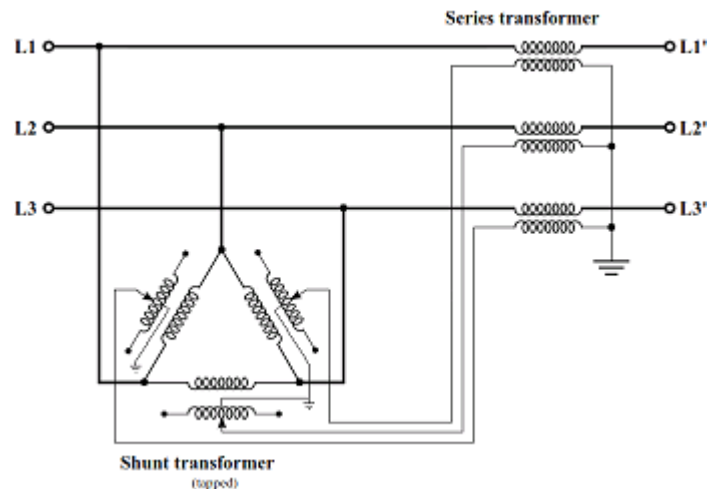 Series transformer
L1 L1'
L2 L2'
L3 L3'
Shunt transformer
(tapped)